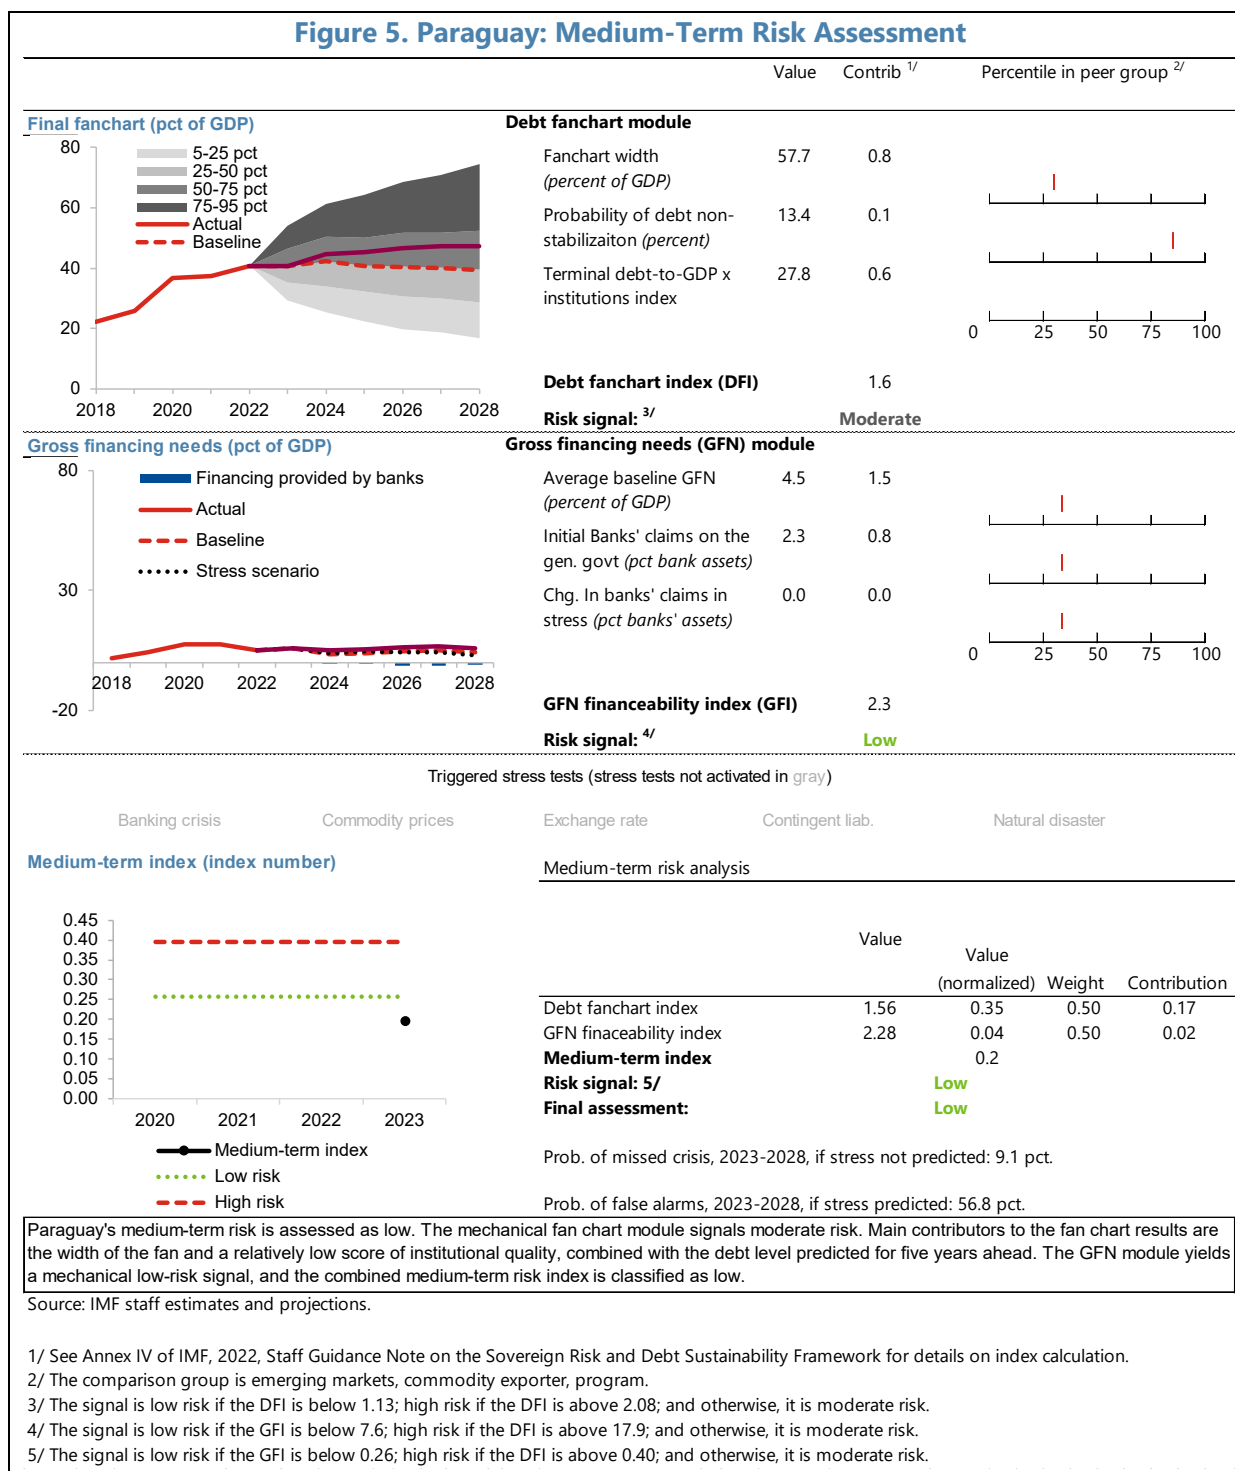 Figure 5. Paraguay: Medium-Term Risk Assessment
Value Contrib 1/ Percentile in peer group 2/
Final fanchart (pct of GDP)
80
60
40
20
0
5-25 pct
25-50 pct
50-75 pct
75-95 pct
Actual
Baseline
2018 2020 2022 2024 2026 2028
Debt fanchart module
Fanchart width 57.7 0.8
(percent of GDP)
Probability of debt non- 13.4 0.1
stabilizaiton (percent)
Terminal debt-to-GDP x 27.8 0.6
institutions index
0 25 50 75 100
Debt fanchart index (DFI) 1.6
Risk signal: 3/ Moderate
Gross financing needs (pct of GDP)
80
30
-20
Financing provided by banks
Actual
Baseline
Stress scenario
2018 2020 2022 2024 2026 2028
Gross financing needs (GFN) module
Average baseline GFN 4.5 1.5
(percent of GDP)
Initial Banks' claims on the 2.3 0.8
gen. govt (pct bank assets)
Chg. In banks' claims in 0.0 0.0
stress (pct banks' assets)
0 25 50 75 100
GFN financeability index (GFI) 2.3
Risk signal: 4/ Low
Triggered stress tests (stress tests not activated in gray)
Banking crisis Commodity prices Exchange rate Contingent liab. Natural disaster
Medium-term index (index number)
0.45
0.40
0.35
0.30
0.25
0.20
0.15
0.10
0.05
0.00
2020 2021 2022 2023
Medium-term index
Low risk
High risk
Medium-term risk analysis
Value
Value
(normalized) Weight Contribution
Debt fanchart index 1.56 0.35 0.50 0.17
GFN finaceability index 2.28 0.04 0.50 0.02
Medium-term index 0.2
Risk signal: 5/ Low
Final assessment: Low
Prob. of missed crisis, 2023-2028, if stress not predicted: 9.1 pct.
Prob. of false alarms, 2023-2028, if stress predicted: 56.8 pct.
Paraguay's medium-term risk is assessed as low. The mechanical fan chart module signals moderate risk. Main contributors to the fan chart results are
the width of the fan and a relatively low score of institutional quality, combined with the debt level predicted for five years ahead. The GFN module yields
a mechanical low-risk signal, and the combined medium-term risk index is classified as low.
Source: IMF staff estimates and projections.
1/ See Annex IV of IMF, 2022, Staff Guidance Note on the Sovereign Risk and Debt Sustainability Framework for details on index calculation.
2/ The comparison group is emerging markets, commodity exporter, program.
3/ The signal is low risk if the DFI is below 1.13; high risk if the DFI is above 2.08; and otherwise, it is moderate risk.
4/ The signal is low risk if the GFI is below 7.6; high risk if the DFI is above 17.9; and otherwise, it is moderate risk.
5/ The signal is low risk if the GFI is below 0.26; high risk if the DFI is above 0.40; and otherwise, it is moderate risk.